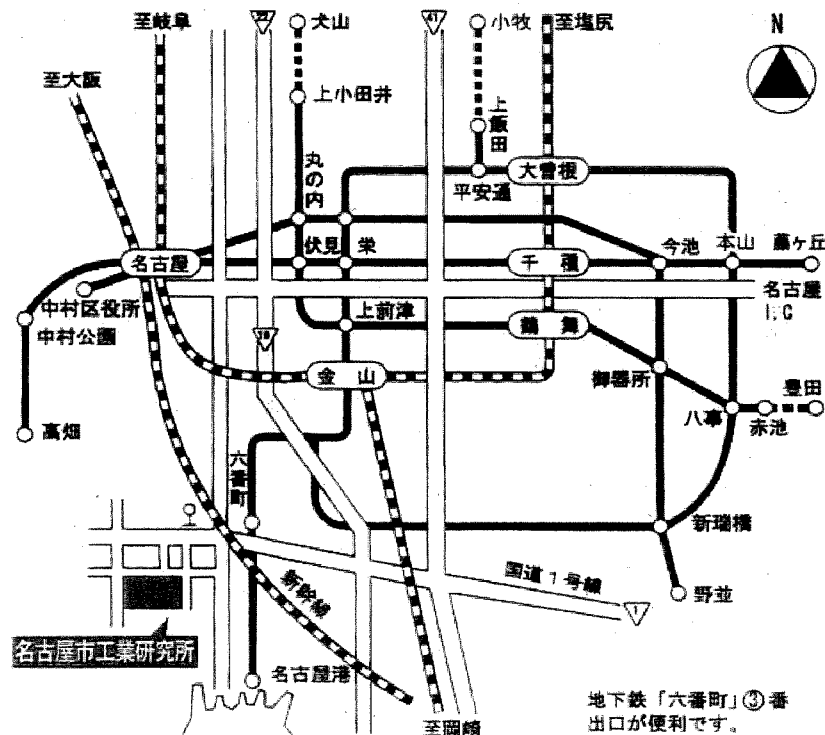 至岐阜
22
犬山
41
小牧
至塩尻
N
至大阪
上小田井
上飯田
丸の内
大曽根
平安通
名古屋
伏見
栄
千種
今池
本山
藤ヶ丘
中村区役所
名古屋
I,C
中村公園
上前津
鶴舞
19
金山
御器所
豊田
八事
赤池
高畑
六番町
新瑞橋
国道1号線
新幹線
1
野並
名古屋市工業研究所
名古屋港
至岡崎
地下鉄「六番町」③番
出口が便利です。